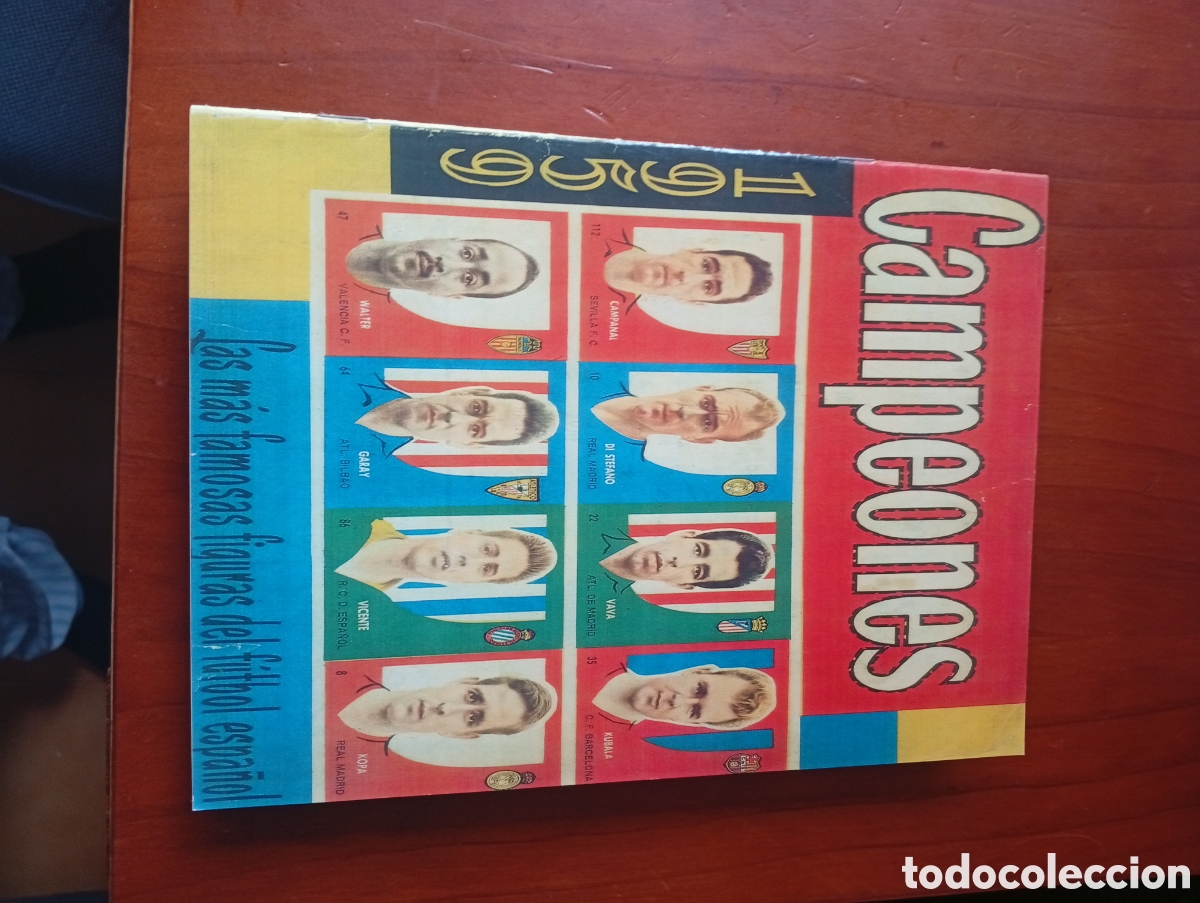 Campeones
1959
112
CAMPANAL
SEVILLA F. C.
10
DI STEFANO
REAL MADRID
22
VAVA
ATL. DE MADRID
35
KUBALA
C. F. BARCELONA
47
WALTER
VALENCIA C. F.
64
GARAY
ATL. BILBAO
86
VICENTE
R. C. D. ESPAÑOL
8
KOPA
REAL MADRID
Las más famosas figuras del fútbol español
todocoleccion